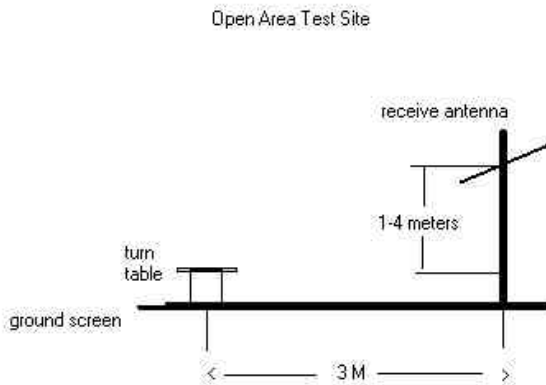 Open Area Test Site
receive antenna
1-4 meters
turn
table
ground screen
3 M